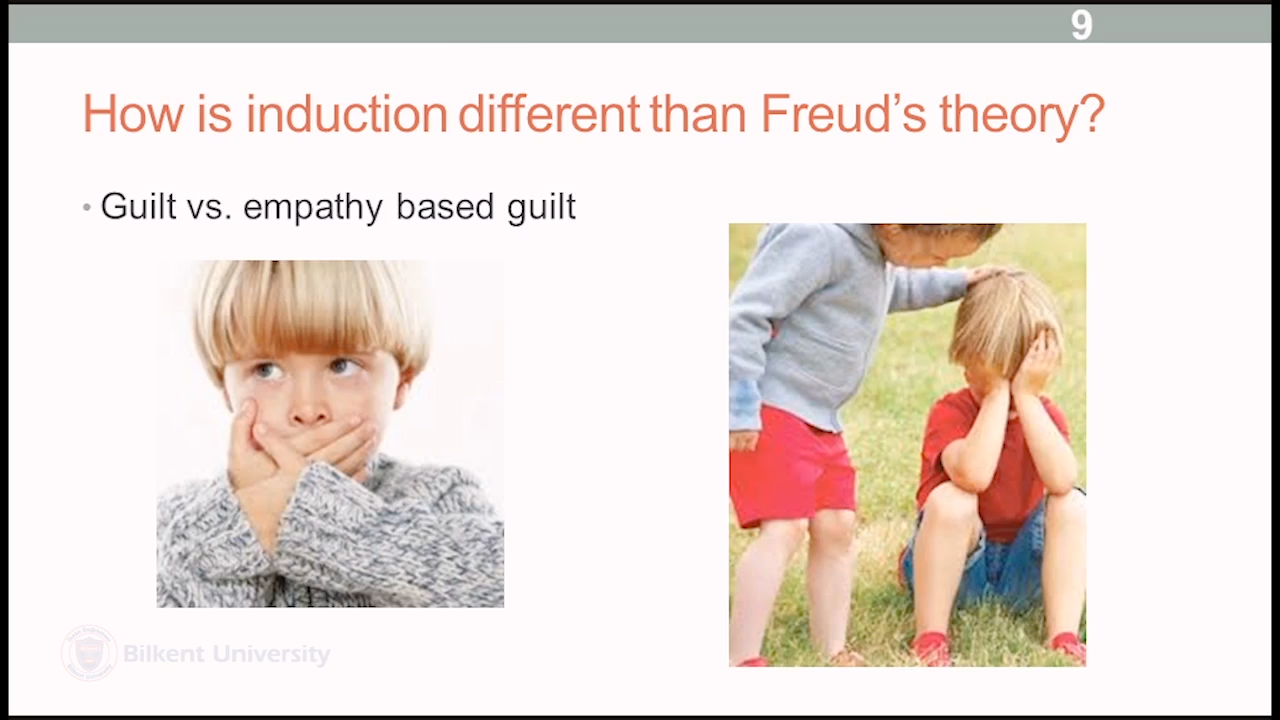 9
How is induction different than Freud's theory?
• Guilt vs. empathy based guilt
Bilkent University